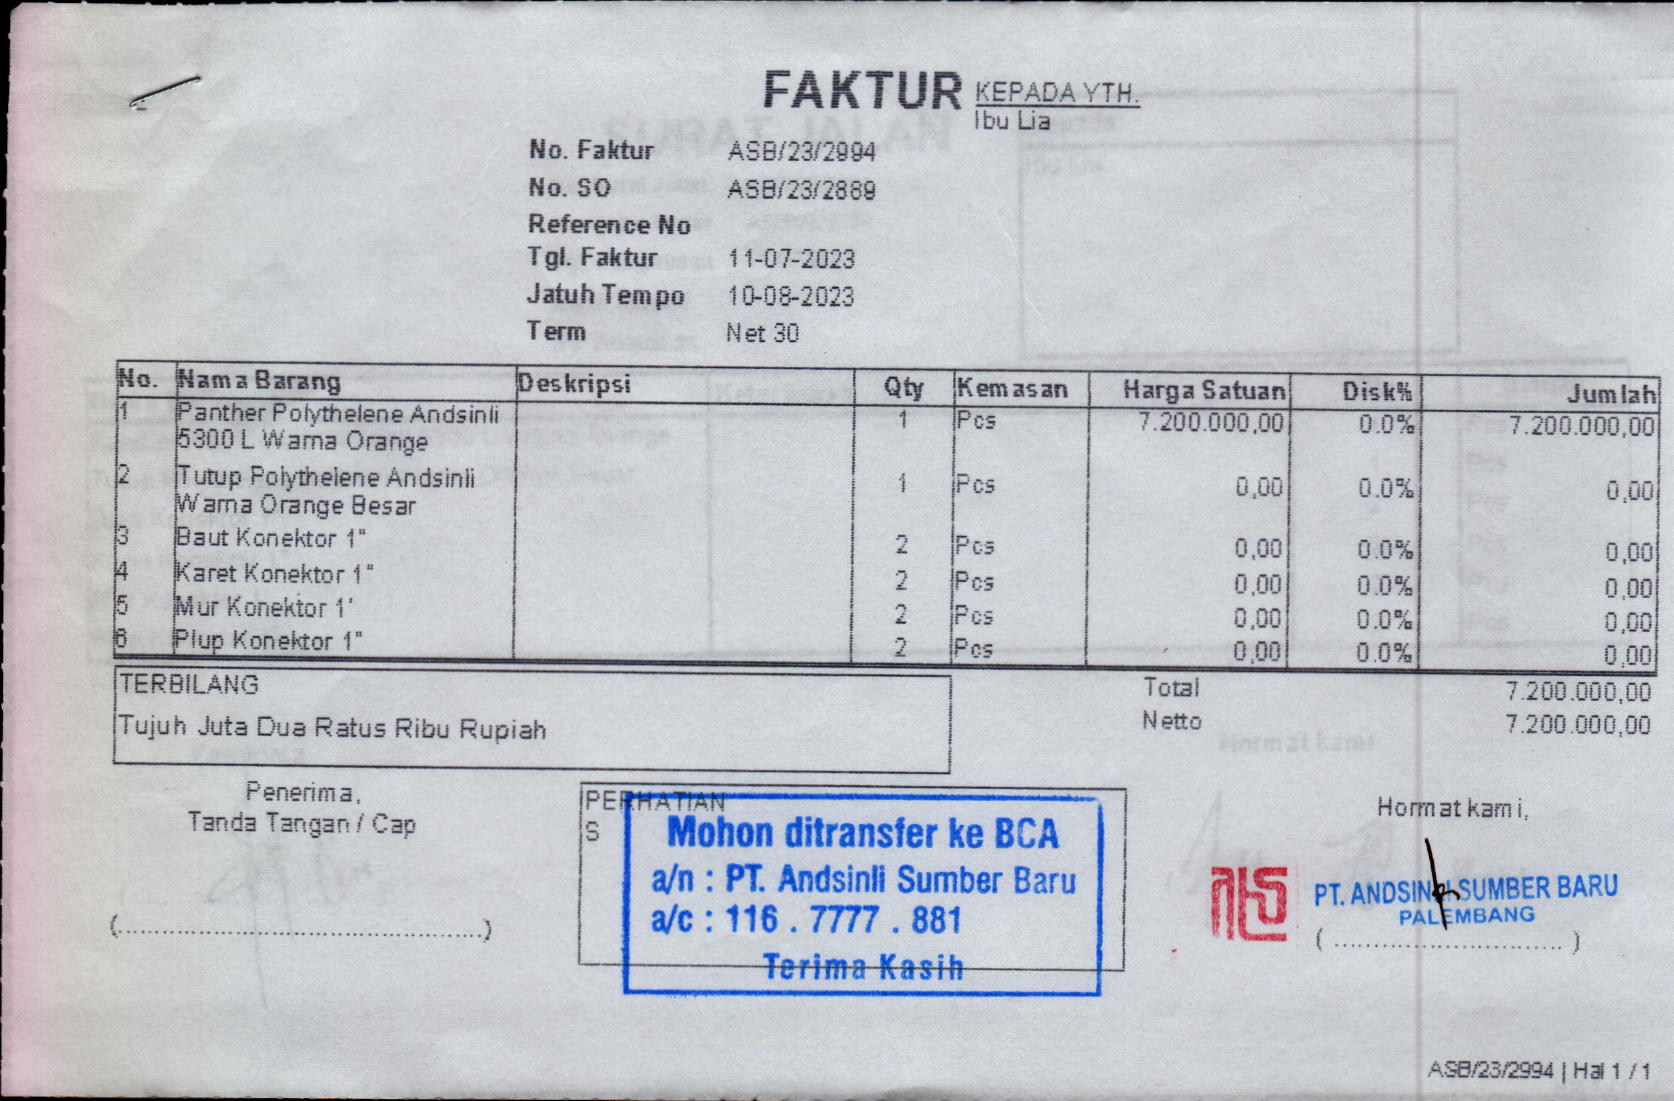 FAKTUR
KEPADA YTH.
Ibu Lia
No. Faktur ASB/23/2994
No. SO ASB/23/2889
Reference No
Tgl. Faktur 11-07-2023
Jatuh Tempo 10-08-2023
Term Net 30
No. Nama Barang Deskripsi Qty Kemasan Harga Satuan Disk% Jumlah
1 Panther Polythelene Andsinli 1 Pcs 7.200.000,00 0.0% 7.200.000,00
5300 L Warna Orange
2 Tutup Polythelene Andsinli 1 Pcs 0,00 0.0% 0,00
Warna Orange Besar
3 Baut Konektor 1" 2 Pcs 0,00 0.0% 0,00
4 Karet Konektor 1" 2 Pcs 0,00 0.0% 0,00
5 Mur Konektor 1' 2 Pcs 0,00 0.0% 0,00
6 Plup Konektor 1" 2 Pcs 0,00 0.0% 0,00
TERBILANG
Tujuh Juta Dua Ratus Ribu Rupiah
Total 7.200.000,00
Netto 7.200.000,00
Penerima,
Tanda Tangan / Cap
(................................................)
PERHATIAN
S
Mohon ditransfer ke BCA
a/n : PT. Andsinli Sumber Baru
a/c : 116 . 7777 . 881
Terima Kasih
Hormat kami,
PT. ANDSINLI SUMBER BARU
PALEMBANG
( ............................. )
ASB/23/2994 | Hal 1 / 1